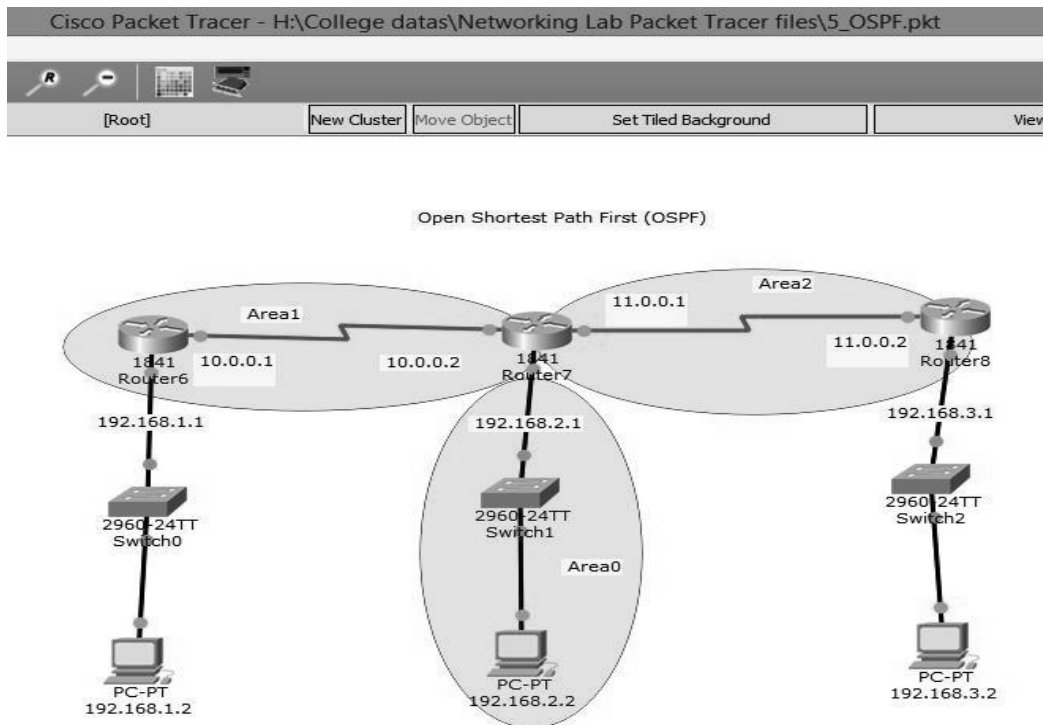 Cisco Packet Tracer - H:\College datas\Networking Lab Packet Tracer files\5_OSPF.pkt
R
[Root] New Cluster Move Object Set Tiled Background View
Open Shortest Path First (OSPF)
Area1
11.0.0.1
Area2
1841
Router6
10.0.0.1
10.0.0.2
1841
Router7
11.0.0.2
1841
Router8
192.168.1.1
192.168.2.1
192.168.3.1
2960-24TT
Switch0
2960-24TT
Switch1
2960-24TT
Switch2
Area0
PC-PT
192.168.1.2
PC-PT
192.168.2.2
PC-PT
192.168.3.2